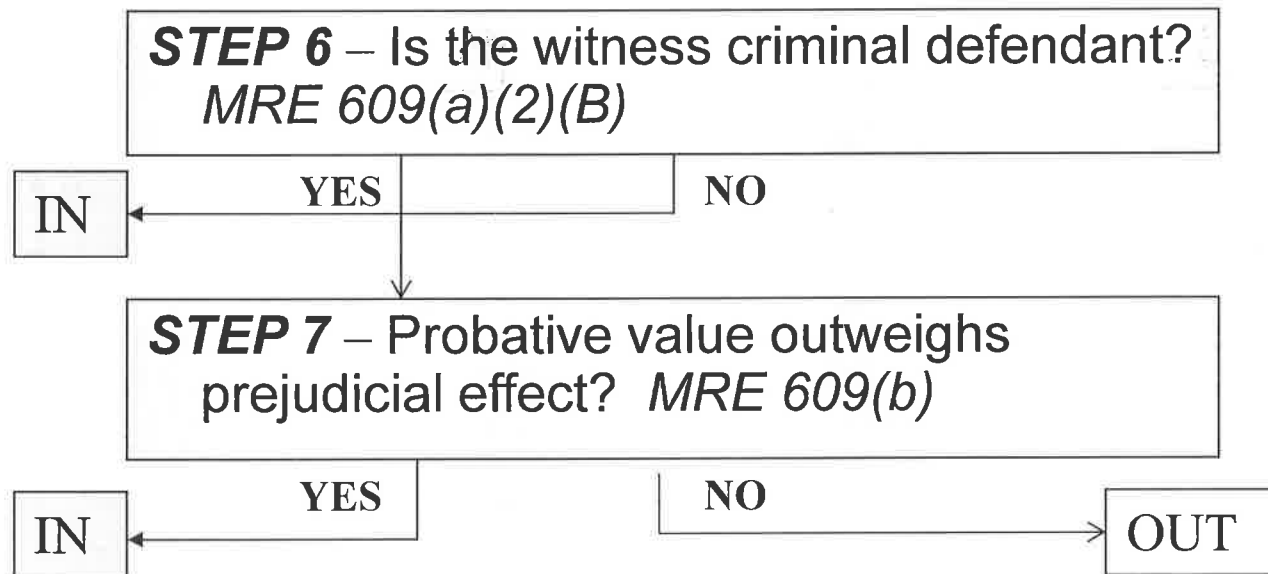 STEP 6 – Is the witness criminal defendant?
MRE 609(a)(2)(B)
YES
NO
IN
STEP 7 – Probative value outweighs
prejudicial effect? MRE 609(b)
YES
NO
IN
OUT